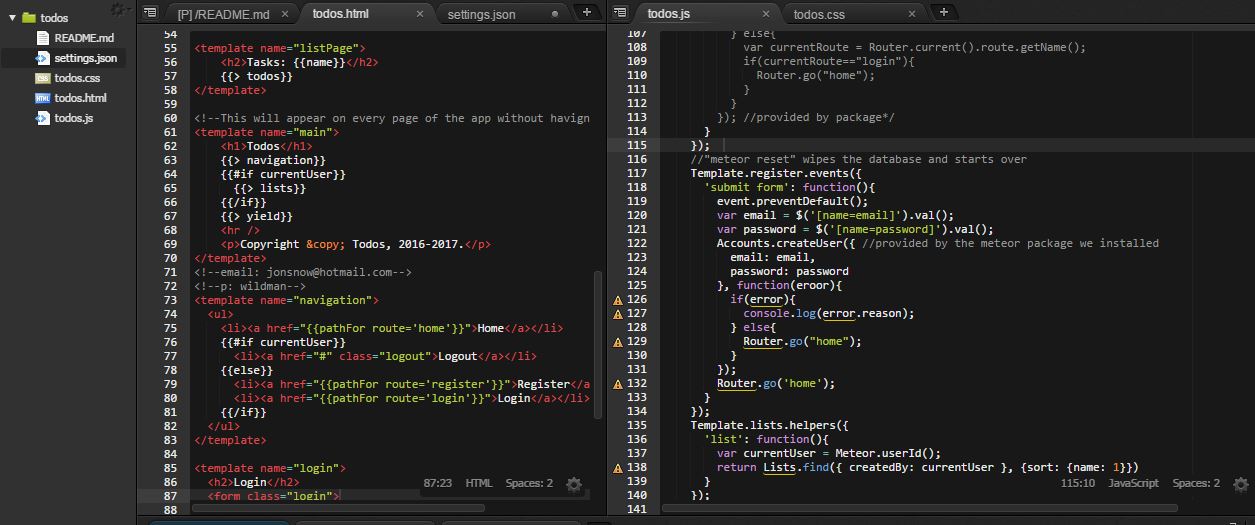 todos
README.md
settings.json
todos.css
todos.html
todos.js
[P] /README.md
todos.html
settings.json
54
55 <template name="listPage">
56 <h2>Tasks: {{name}}</h2>
57 {{> todos}}
58 </template>
59
60 <!--This will appear on every page of the app without havign
61 <template name="main">
62 <h1>Todos</h1>
63 {{> navigation}}
64 {{#if currentUser}}
65 {{> lists}}
66 {{/if}}
67 {{> yield}}
68 <hr />
69 <p>Copyright &copy; Todos, 2016-2017.</p>
70 </template>
71 <!--email: jonsnow@hotmail.com-->
72 <!--p: wildman-->
73 <template name="navigation">
74 <ul>
75 <li><a href="{{pathFor route='home'}}">Home</a></li>
76 {{#if currentUser}}
77 <li><a href="#" class="logout">Logout</a></li>
78 {{else}}
79 <li><a href="{{pathFor route='register'}}">Register</a
80 <li><a href="{{pathFor route='login'}}">Login</a></li>
81 {{/if}}
82 </ul>
83 </template>
84
85 <template name="login">
86 <h2>Login</h2>
87 <form class="login">
88
87:23 HTML Spaces: 2
todos.js
todos.css
107 } else{
108 var currentRoute = Router.current().route.getName();
109 if(currentRoute=="login"){
110 Router.go("home");
111 }
112 }
113 }); //provided by package*/
114 }
115 });
116 //"meteor reset" wipes the database and starts over
117 Template.register.events({
118 'submit form': function(){
119 event.preventDefault();
120 var email = $('[name=email]').val();
121 var password = $('[name=password]').val();
122 Accounts.createUser({ //provided by the meteor package we installed
123 email: email,
124 password: password
125 }, function(eroor){
126 if(error){
127 console.log(error.reason);
128 } else{
129 Router.go("home");
130 }
131 });
132 Router.go('home');
133 }
134 });
135 Template.lists.helpers({
136 'list': function(){
137 var currentUser = Meteor.userId();
138 return Lists.find({ createdBy: currentUser }, {sort: {name: 1}})
139 }
140 });
141
115:10 JavaScript Spaces: 2